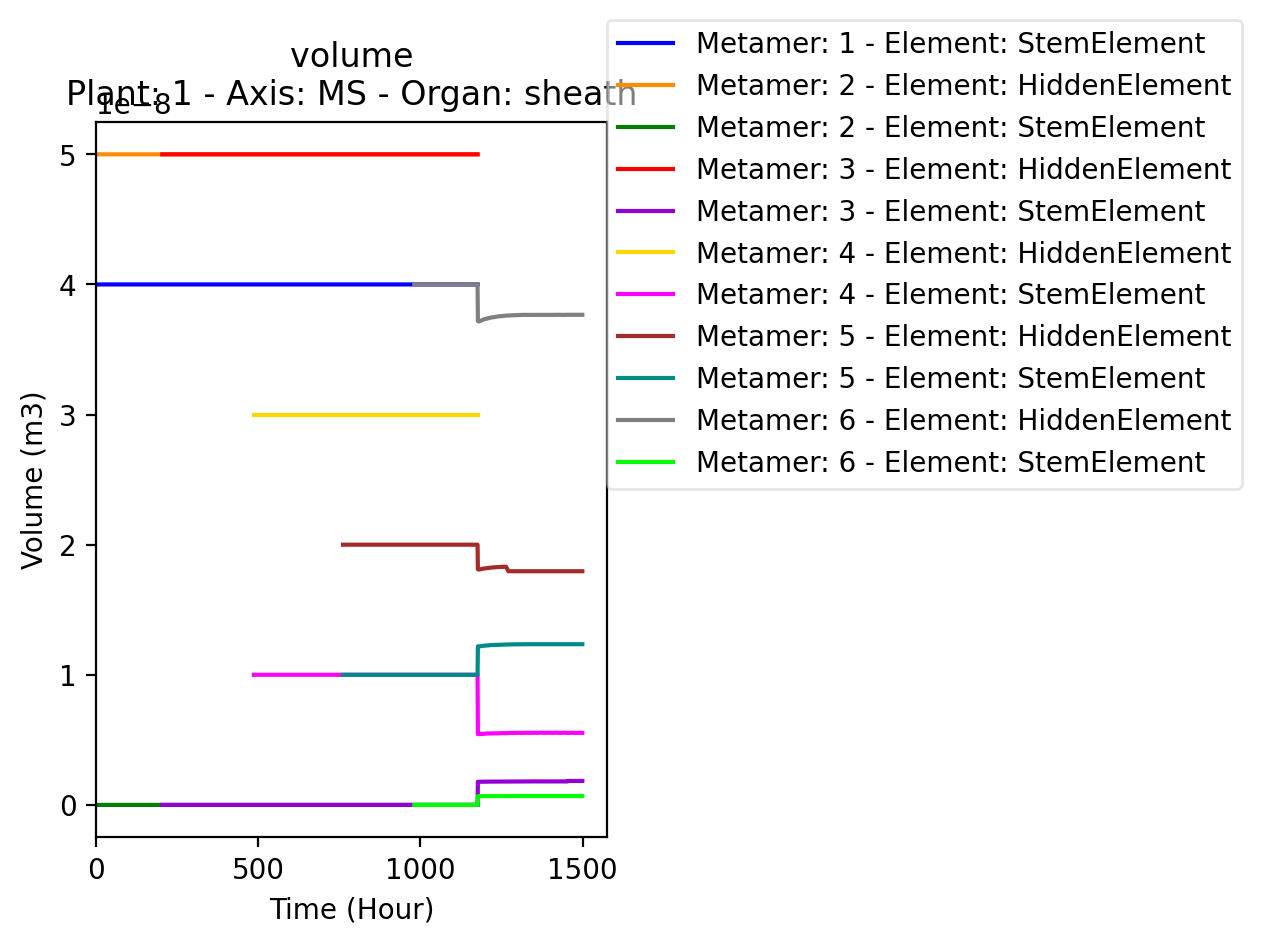 volume
Plant: 1 - Axis: MS - Organ: sheath
1e−8
5
4
3
2
1
0
Volume (m3)
0 500 1000 1500
Time (Hour)
Metamer: 1 - Element: StemElement
Metamer: 2 - Element: HiddenElement
Metamer: 2 - Element: StemElement
Metamer: 3 - Element: HiddenElement
Metamer: 3 - Element: StemElement
Metamer: 4 - Element: HiddenElement
Metamer: 4 - Element: StemElement
Metamer: 5 - Element: HiddenElement
Metamer: 5 - Element: StemElement
Metamer: 6 - Element: HiddenElement
Metamer: 6 - Element: StemElement